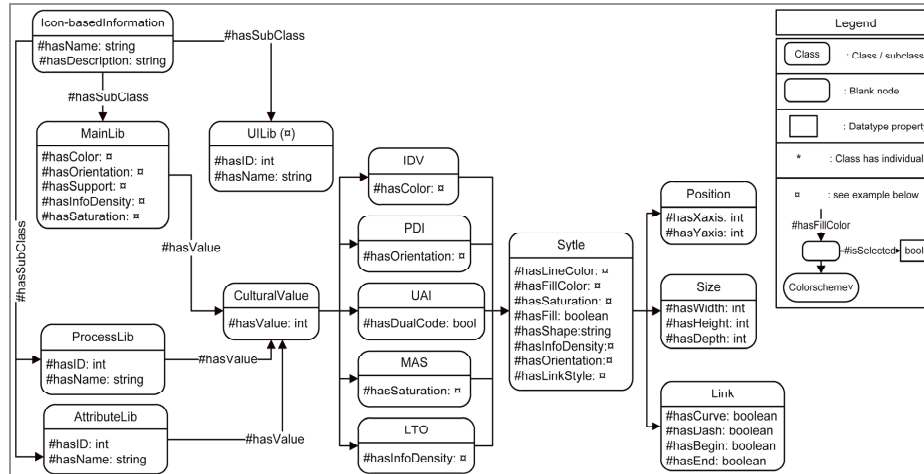 Icon-basedInformation
#hasName: string
#hasDescription: string
#hasSubClass
#hasSubClass
#hasSubClass
MainLib
#hasColor: ¤
#hasOrientation: ¤
#hasSupport: ¤
#hasInfoDensity: ¤
#hasSaturation: ¤
UILib (¤)
#hasID: int
#hasName: string
#hasValue
CulturalValue
#hasValue: int
ProcessLib
#hasID: int
#hasName: string
#hasValue
AttributeLib
#hasID: int
#hasName: string
#hasValue
IDV
#hasColor: ¤
PDI
#hasOrientation: ¤
UAI
#hasDualCode: bool
MAS
#hasSaturation: ¤
LTO
#hasInfoDensity: ¤
Sytle
#hasLineColor: ¤
#hasFillColor: ¤
#hasSaturation: ¤
#hasFill: boolean
#hasShape:string
#hasInfoDensity:¤
#hasOrientation:¤
#hasLinkStyle: ¤
Position
#hasXaxis: int
#hasYaxis: int
Size
#hasWidth: int
#hasHeight: int
#hasDepth: int
Link
#hasCurve: boolean
#hasDash: boolean
#hasBegin: boolean
#hasEnd: boolean
Legend
Class : Class / subclass
: Blank node
: Datatype property
* : Class has individual
¤ : see example below
#hasFillColor
#isSelected
bool
Colorschemev